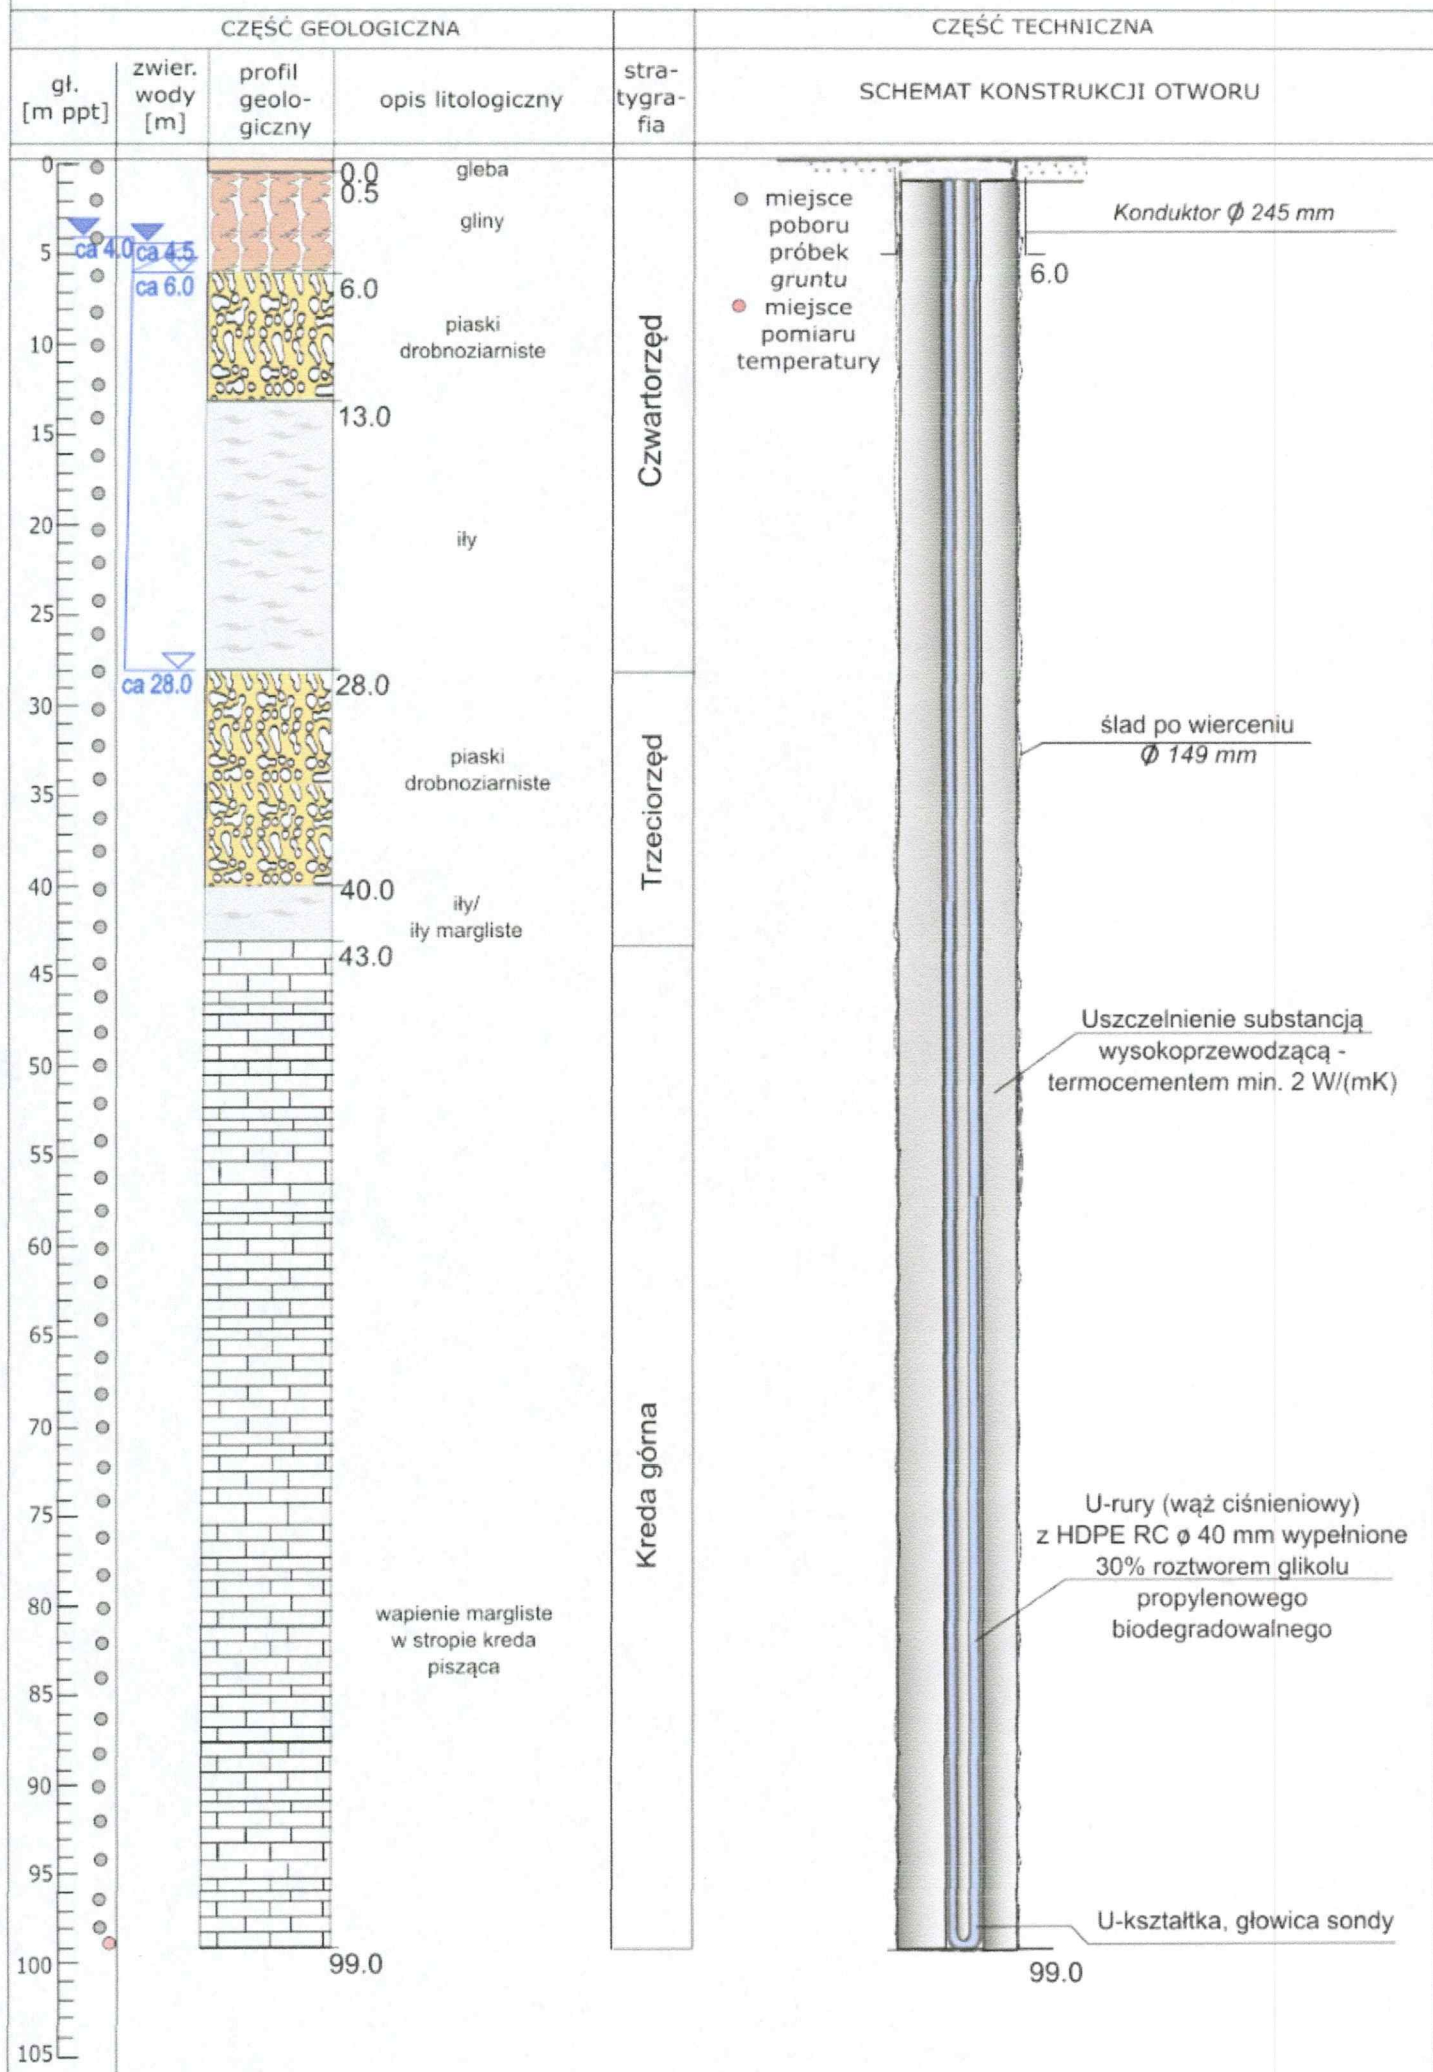 CZĘŚĆ GEOLOGICZNA
CZĘŚĆ TECHNICZNA
gł.
[m ppt]
zwier.
wody
[m]
profil
geolo-
giczny
opis litologiczny
stra-
tygra-
fia
SCHEMAT KONSTRUKCJI OTWORU
0
5
10
15
20
25
30
35
40
45
50
55
60
65
70
75
80
85
90
95
100
105
ca 4.0
ca 4.5
ca 6.0
ca 28.0
0.0
0.5
6.0
13.0
28.0
40.0
43.0
99.0
gleba
gliny
piaski
drobnoziarniste
iły
piaski
drobnoziarniste
iły/
iły margliste
wapienie margliste
w stropie kreda
pisząca
Czwartorzęd
Trzeciorzęd
Kreda górna
miejsce
poboru
próbek
gruntu
miejsce
pomiaru
temperatury
Konduktor Ø 245 mm
6.0
ślad po wierceniu
Ø 149 mm
Uszczelnienie substancją
wysokoprzewodzącą -
termocementem min. 2 W/(mK)
U-rury (wąż ciśnieniowy)
z HDPE RC ø 40 mm wypełnione
30% roztworem glikolu
propylenowego
biodegradowalnego
U-kształtka, głowica sondy
99.0